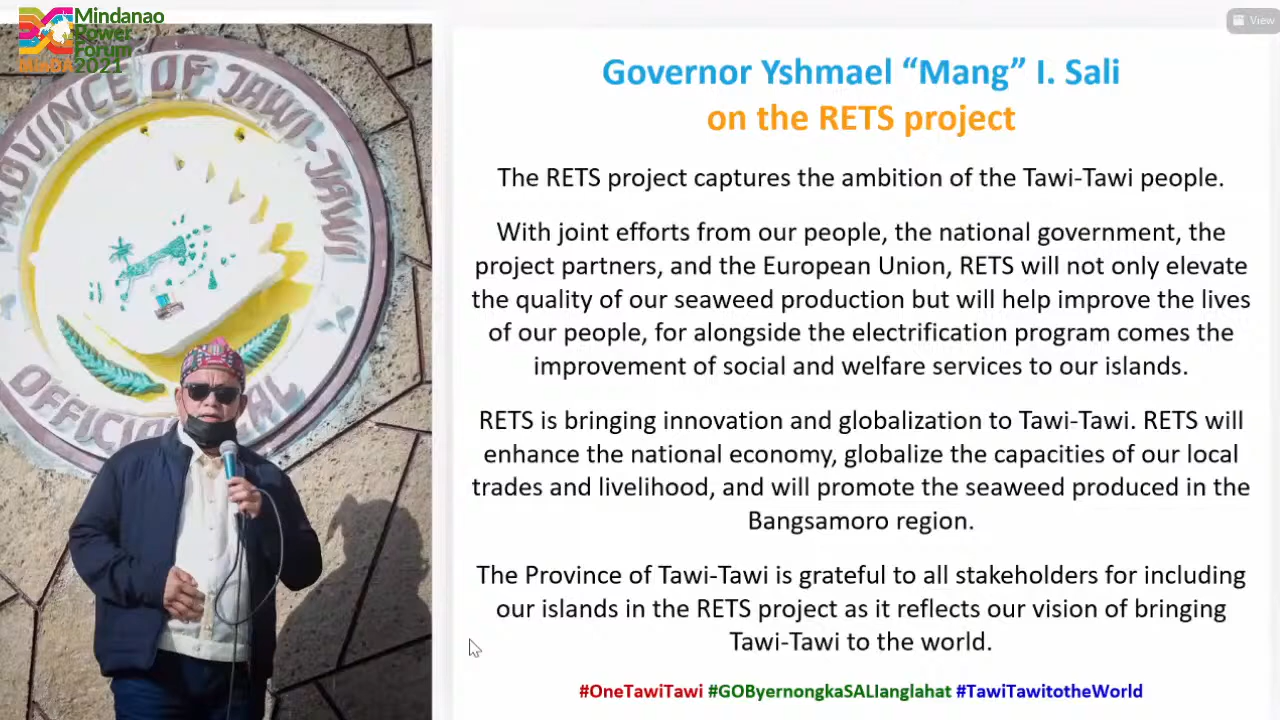 Mindanao
Power
Forum
MinDA 2021
PROVINCE OF TAWI-TAWI
OFFICIAL SEAL
View
Governor Yshmael “Mang” I. Sali
on the RETS project
The RETS project captures the ambition of the Tawi-Tawi people.
With joint efforts from our people, the national government, the
project partners, and the European Union, RETS will not only elevate
the quality of our seaweed production but will help improve the lives
of our people, for alongside the electrification program comes the
improvement of social and welfare services to our islands.
RETS is bringing innovation and globalization to Tawi-Tawi. RETS will
enhance the national economy, globalize the capacities of our local
trades and livelihood, and will promote the seaweed produced in the
Bangsamoro region.
The Province of Tawi-Tawi is grateful to all stakeholders for including
our islands in the RETS project as it reflects our vision of bringing
Tawi-Tawi to the world.
#OneTawiTawi #GOByernongkaSALIanglahat #TawiTawitotheWorld